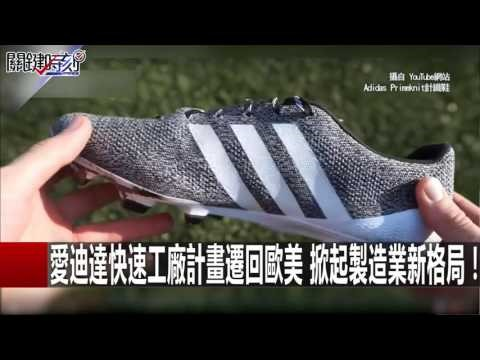 關鍵時刻
攝自 YouTube網站
Adidas Primeknit針織鞋
愛迪達快速工廠計畫遷回歐美 掀起製造業新格局！